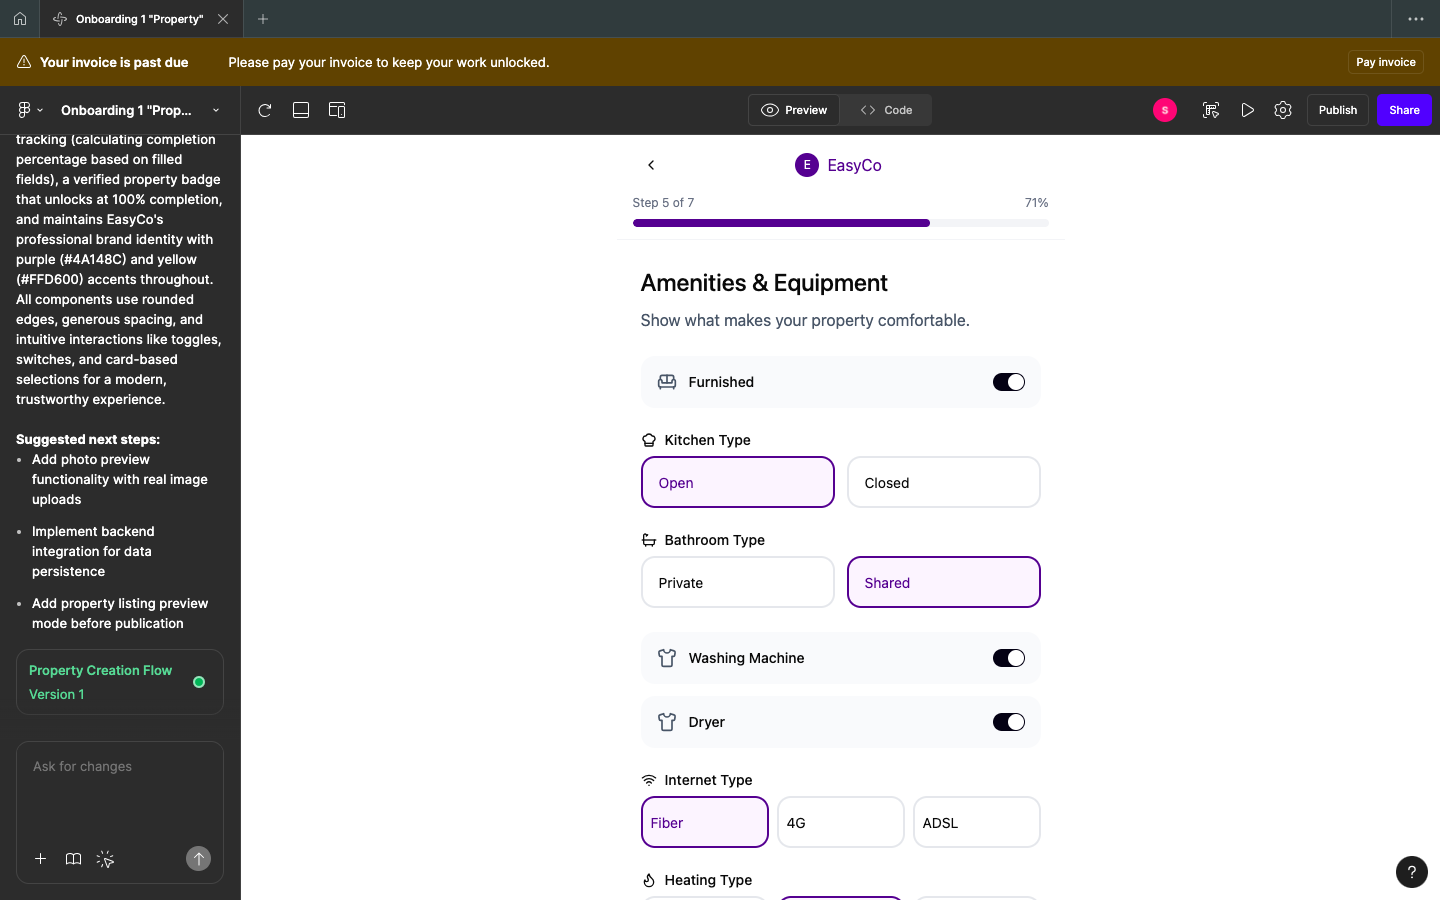 Onboarding 1 "Property"
Your invoice is past due
Please pay your invoice to keep your work unlocked.
Pay invoice
Onboarding 1 "Prop...
Preview
Code
S
Publish
Share
tracking (calculating completion
percentage based on filled
fields), a verified property badge
that unlocks at 100% completion,
and maintains EasyCo's
professional brand identity with
purple (#4A148C) and yellow
(#FFD600) accents throughout.
All components use rounded
edges, generous spacing, and
intuitive interactions like toggles,
switches, and card-based
selections for a modern,
trustworthy experience.
Suggested next steps:
• Add photo preview
functionality with real image
uploads
• Implement backend
integration for data
persistence
• Add property listing preview
mode before publication
Property Creation Flow
Version 1
Ask for changes
E EasyCo
Step 5 of 7
71%
Amenities & Equipment
Show what makes your property comfortable.
Furnished
Kitchen Type
Open
Closed
Bathroom Type
Private
Shared
Washing Machine
Dryer
Internet Type
Fiber
4G
ADSL
Heating Type
?